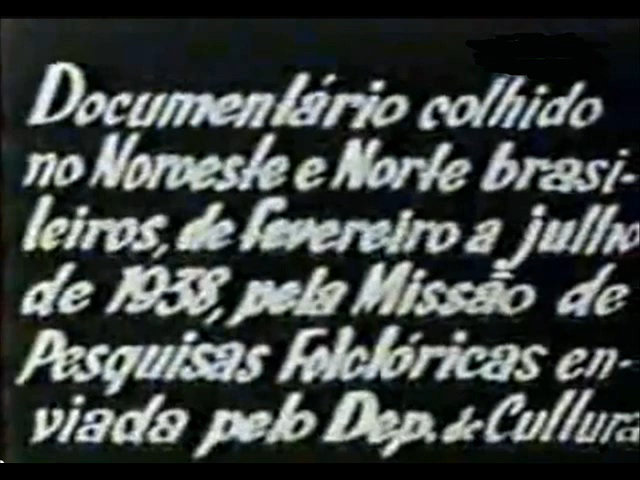 Documentário colhido
no Noroeste e Norte brasi-
leiros, de Fevereiro a julho
de 1938, pela Missão de
Pesquisas Folclóricas en-
viada pelo Dep. de Cultura